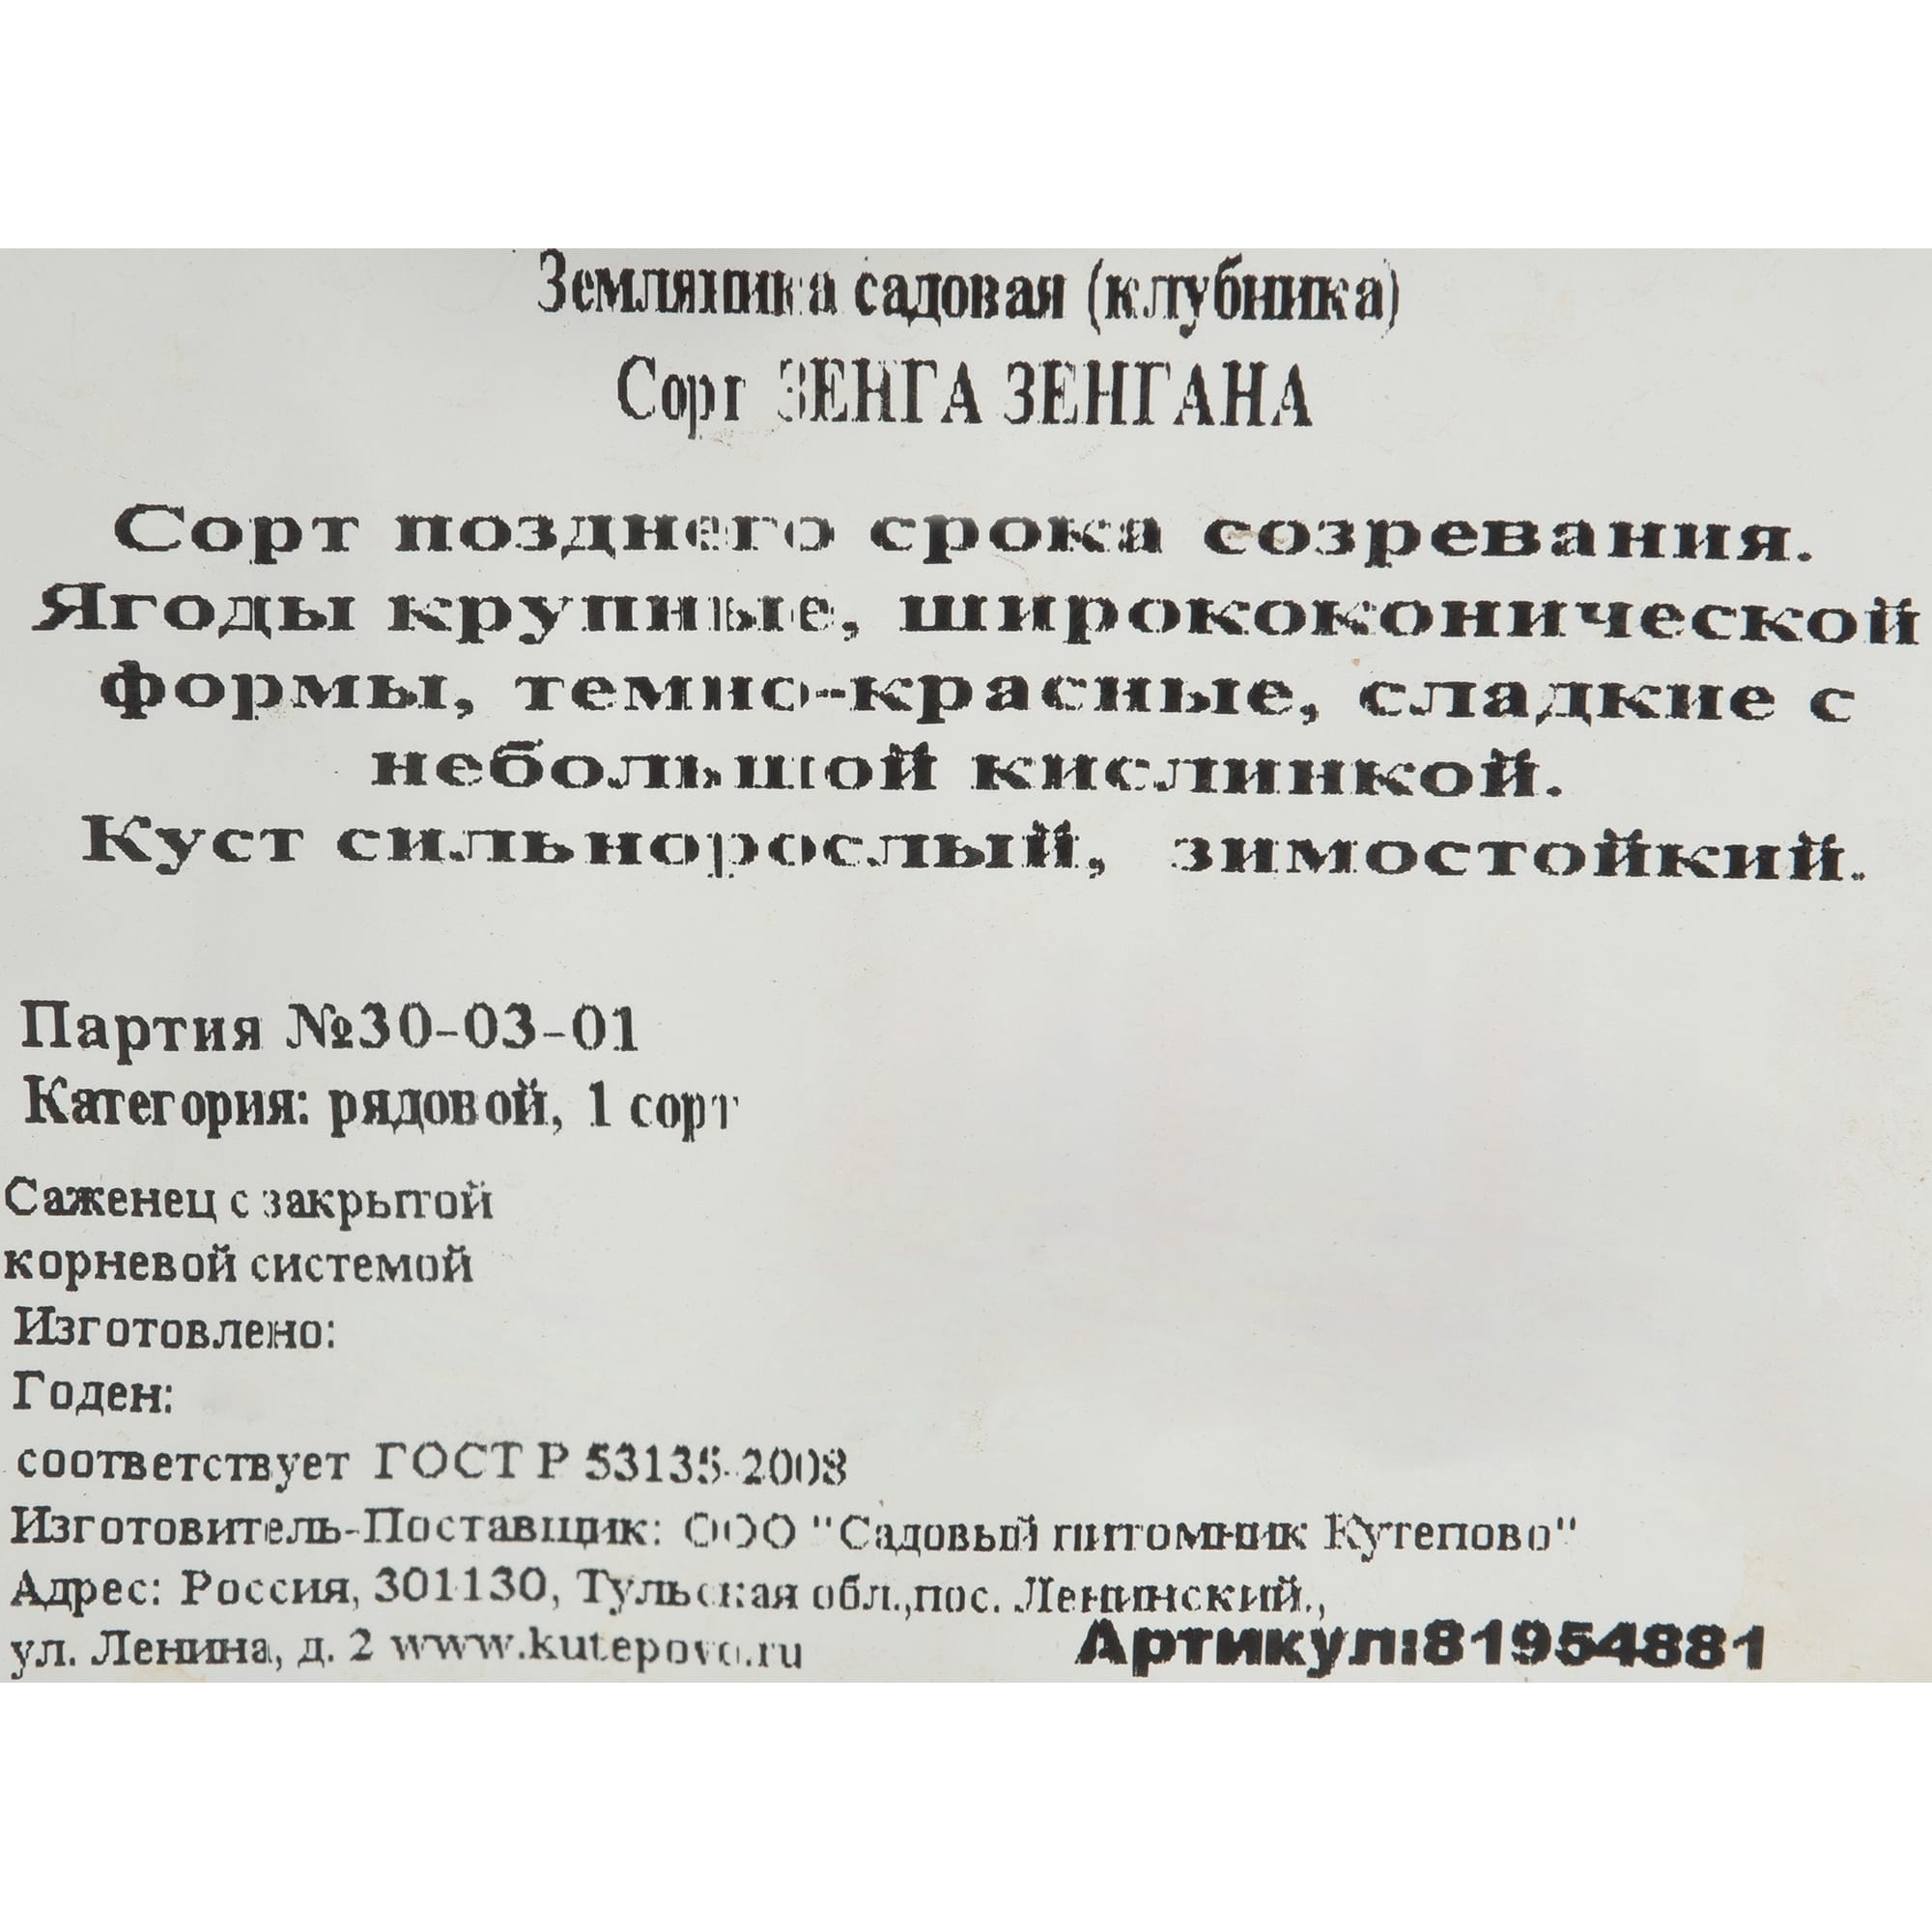 Земляника садовая (клубника)
Сорт ЗЕНГА ЗЕНГАНА
Сорт позднего срока созревания.
Ягоды крупные, ширококонической
формы, темно-красные, сладкие с
небольшой кислинкой.
Куст сильнорослый, зимостойкий.
Партия №30-03-01
Категория: рядовой, 1 сорт
Саженец с закрытой
корневой системой
Изготовлено:
Годен:
соответствует ГОСТ Р 53135-2008
Изготовитель-Поставщик: ООО "Садовый питомник Кутепово"
Адрес: Россия, 301130, Тульская обл.,пос. Ленинский.,
ул. Ленина, д. 2 www.kutepovo.ru
Артикул:81954881